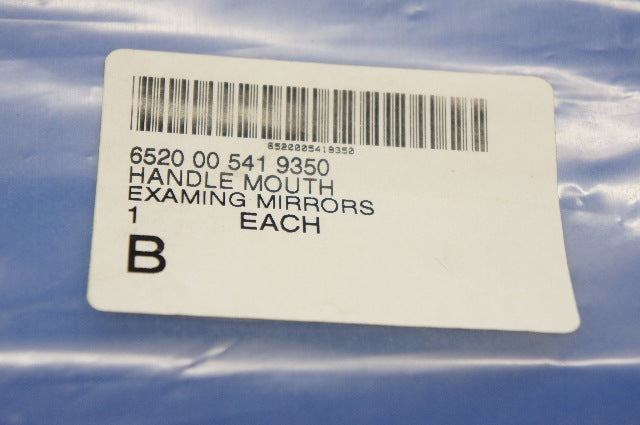 6520005419350
6520 00 541 9350
HANDLE MOUTH
EXAMING MIRRORS
1 EACH
B